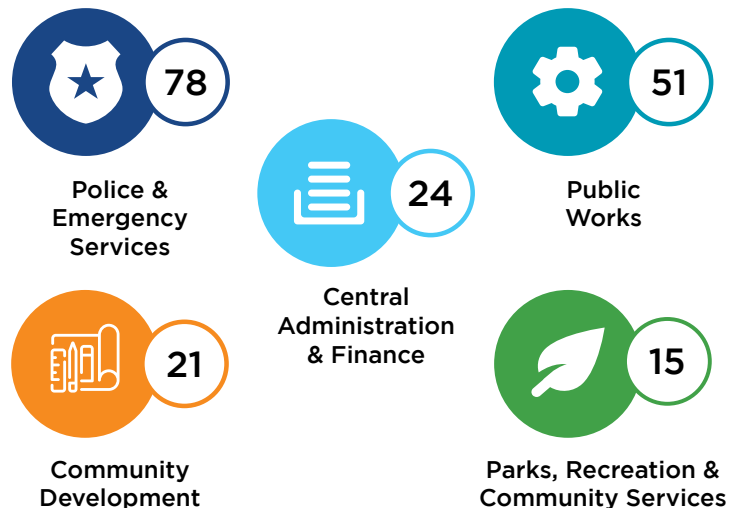 78
Police &
Emergency
Services
51
Public
Works
24
Central
Administration
& Finance
21
Community
Development
15
Parks, Recreation &
Community Services